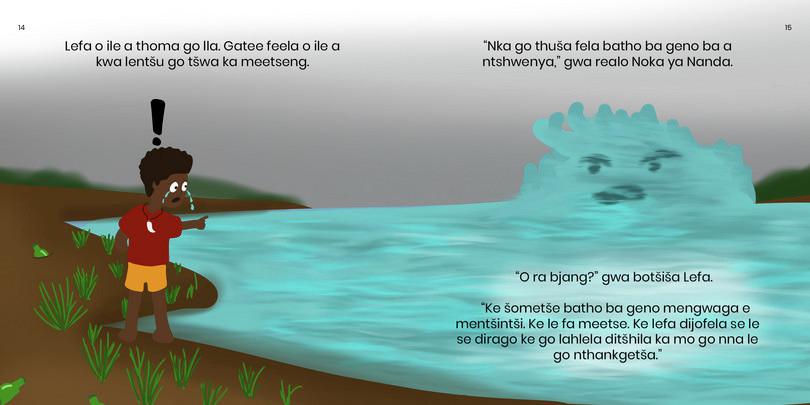 14
Lefa o ile a thoma go lla. Gatee feela o ile a
kwa lentšu go tšwa ka meetseng.
15
“Nka go thuša fela batho ba geno ba a
ntshwenya,” gwa realo Noka ya Nanda.
“O ra bjang?” gwa botšiša Lefa.
“Ke šometše batho ba geno mengwaga e
mentšintši. Ke le fa meetse. Ke lefa dijofela se le
se dirago ke go lahlela ditšhila ka mo go nna le
go nthankgetša.”